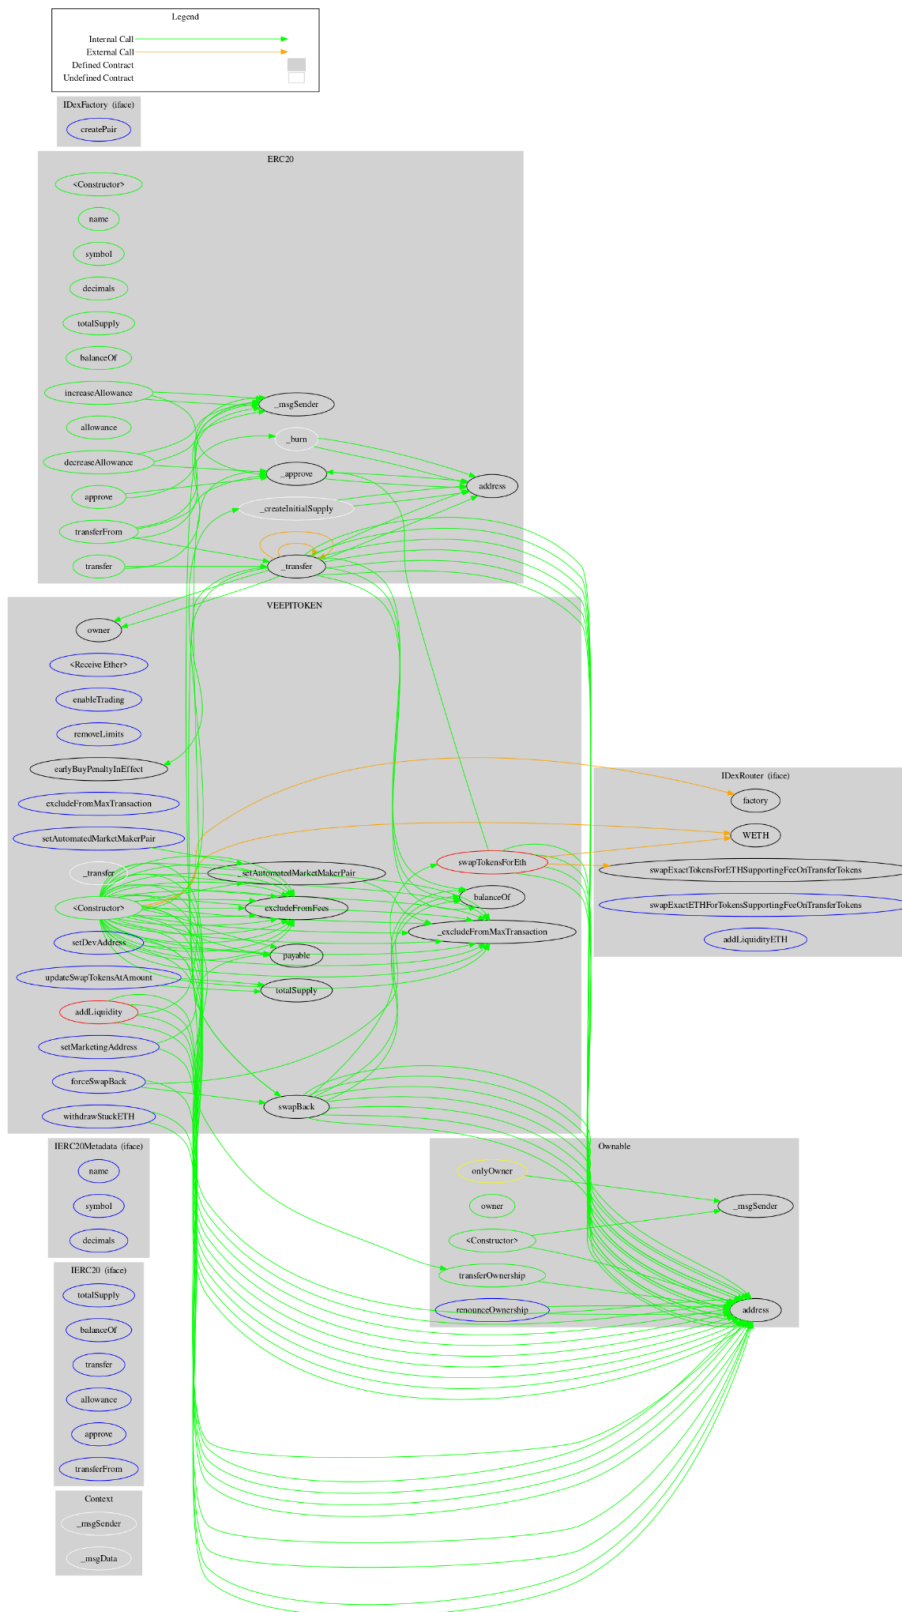 Legend
Internal Call
External Call
Defined Contract
Undefined Contract
IDexFactory (iface)
createPair
ERC20
<Constructor>
name
symbol
decimals
totalSupply
balanceOf
increaseAllowance
_msgSender
allowance
_burn
decreaseAllowance
_approve
address
approve
_createInitialSupply
transferFrom
transfer
_transfer
VEEPITOKEN
owner
<Receive Ether>
enableTrading
removeLimits
earlyBuyPenaltyInEffect
IDexRouter (iface)
excludeFromMaxTransaction
factory
setAutomatedMarketMakerPair
WETH
_transfer
_setAutomatedMarketMakerPair
swapTokensForEth
swapExactTokensForETHSupportingFeeOnTransferTokens
<Constructor>
excludeFromFees
balanceOf
swapExactETHForTokensSupportingFeeOnTransferTokens
setDevAddress
payable
_excludeFromMaxTransaction
addLiquidityETH
updateSwapTokensAtAmount
totalSupply
addLiquidity
setMarketingAddress
forceSwapBack
withdrawStuckETH
swapBack
IERC20Metadata (iface)
name
symbol
decimals
Ownable
onlyOwner
owner
_msgSender
<Constructor>
transferOwnership
renounceOwnership
address
IERC20 (iface)
totalSupply
balanceOf
transfer
allowance
approve
transferFrom
Context
_msgSender
_msgData